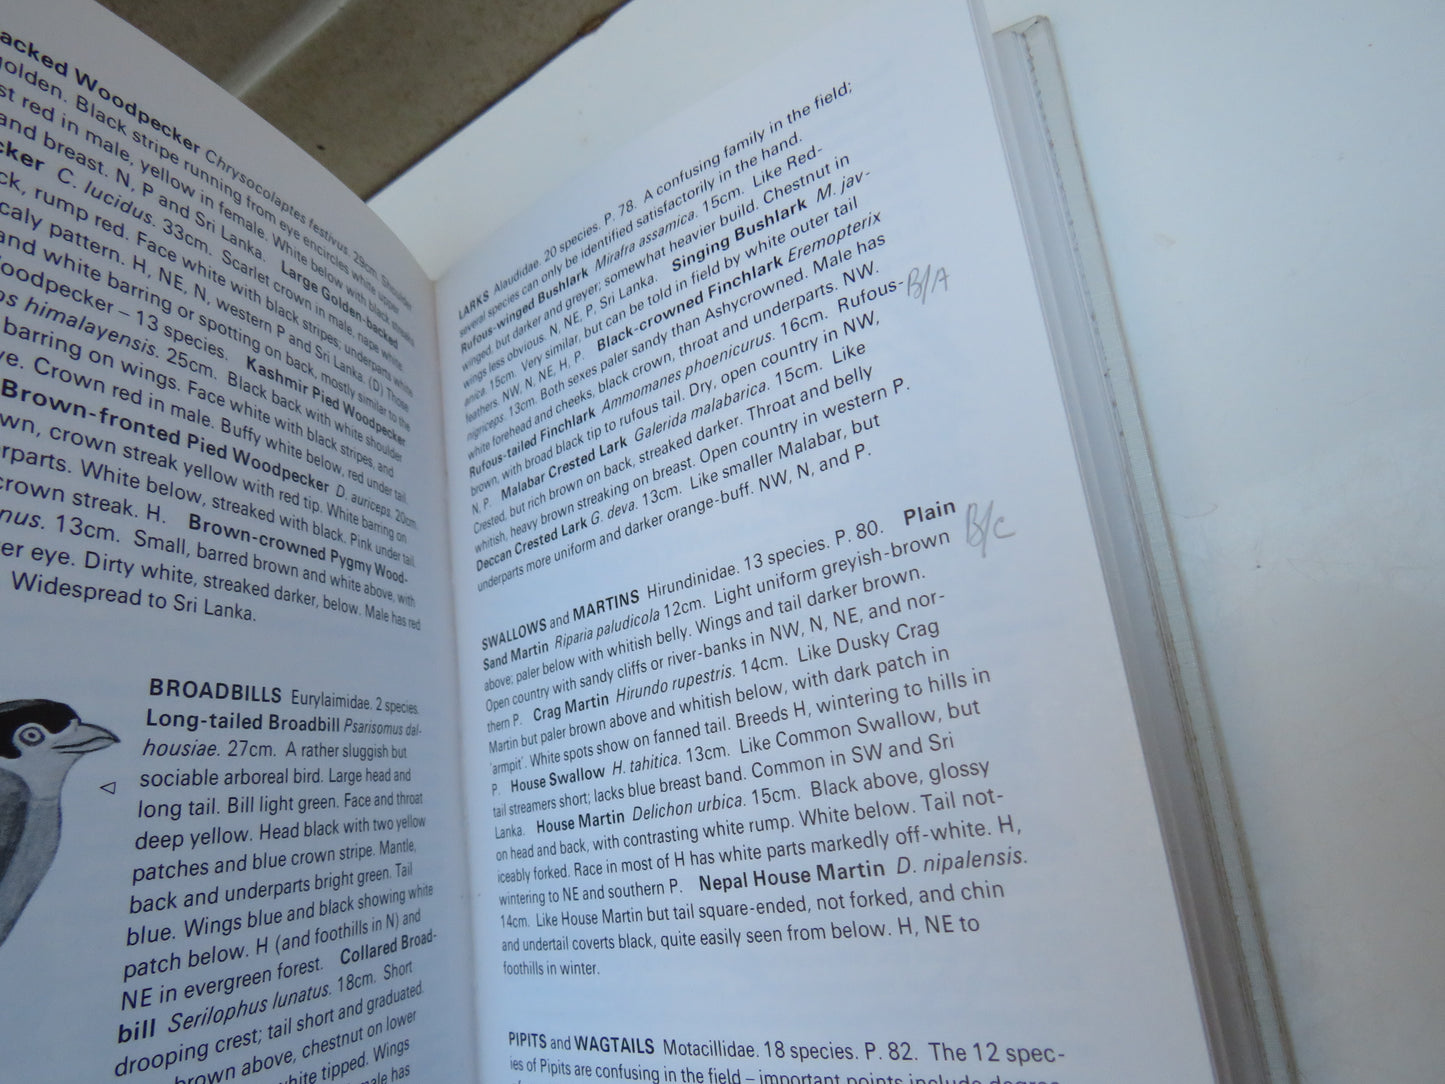 acked Woodpecker Chrysocolaptes festivus. 29cm. Shoulder
golden. Black stripe running from eye encircles white upper
st red in male, yellow in female. White below with black streaks
and breast. N, P and Sri Lanka. Large Golden-backed
cker C. lucidus. 33cm. Scarlet crown in male, nape white
ck, rump red. Face white with black stripes; underparts white
caly pattern. H, NE, N, western P and Sri Lanka. (D) Those
and white barring or spotting on back, mostly similar to the
oodpecker – 13 species. Kashmir Pied Woodpecker
os himalayensis. 25cm. Black back with white shoulder
barring on wings. Face white with black stripes, and
ye. Crown red in male. Buffy white below, red under tail.
Brown-fronted Pied Woodpecker D. auriceps. 20cm.
wn, crown streak yellow with red tip. White barring on
rparts. White below, streaked with black. Pink under tail.
crown streak. H. Brown-crowned Pygmy Wood-
nus. 13cm. Small, barred brown and white above, with
er eye. Dirty white, streaked darker, below. Male has red
Widespread to Sri Lanka.
BROADBILLS Eurylaimidae. 2 species.
Long-tailed Broadbill Psarisomus dal-
housiae. 27cm. A rather sluggish but
sociable arboreal bird. Large head and
long tail. Bill light green. Face and throat
deep yellow. Head black with two yellow
patches and blue crown stripe. Mantle,
back and underparts bright green. Tail
blue. Wings blue and black showing white
patch below. H (and foothills in N) and
NE in evergreen forest. Collared Broad-
bill Serilophus lunatus. 18cm. Short
drooping crest; tail short and graduated.
brown above, chestnut on lower
white tipped. Wings
male has
LARKS Alaudidae. 20 species. P. 78. A confusing family in the field;
several species can only be identified satisfactorily in the hand.
Rufous-winged Bushlark Mirafra assamica. 15cm. Like Red-
winged, but darker and greyer; somewhat heavier build. Chestnut in
wings less obvious. N, NE, P, Sri Lanka. Singing Bushlark M. jav-
anica. 15cm. Very similar, but can be told in field by white outer tail
feathers. NW, N, NE, H, P. Black-crowned Finchlark Eremopterix
nigriceps. 13cm. Both sexes paler sandy than Ashycrowned. Male has
white forehead and cheeks, black crown, throat and underparts. NW.
Rufous-tailed Finchlark Ammomanes phoenicurus. 16cm. Rufous-
brown, with broad black tip to rufous tail. Dry, open country in NW,
N, P. Malabar Crested Lark Galerida malabarica. 15cm. Like
Crested, but rich brown on back, streaked darker. Throat and belly
whitish, heavy brown streaking on breast. Open country in western P.
Deccan Crested Lark G. deva. 13cm. Like smaller Malabar, but
underparts more uniform and darker orange-buff. NW, N, and P.
B/A
SWALLOWS and MARTINS Hirundinidae. 13 species. P. 80. Plain
Sand Martin Riparia paludicola 12cm. Light uniform greyish-brown
above; paler below with whitish belly. Wings and tail darker brown.
Open country with sandy cliffs or river-banks in NW, N, NE, and nor-
thern P. Crag Martin Hirundo rupestris. 14cm. Like Dusky Crag
Martin but paler brown above and whitish below, with dark patch in
'armpit'. White spots show on fanned tail. Breeds H, wintering to hills in
P. House Swallow H. tahitica. 13cm. Like Common Swallow, but
tail streamers short; lacks blue breast band. Common in SW and Sri
Lanka. House Martin Delichon urbica. 15cm. Black above, glossy
on head and back, with contrasting white rump. White below. Tail not-
iceably forked. Race in most of H has white parts markedly off-white. H,
wintering to NE and southern P. Nepal House Martin D. nipalensis.
14cm. Like House Martin but tail square-ended, not forked, and chin
and undertail coverts black, quite easily seen from below. H, NE to
foothills in winter.
B/C
PIPITS and WAGTAILS Motacillidae. 18 species. P. 82. The 12 spec-
ies of Pipits are confusing in the field – important points include degree